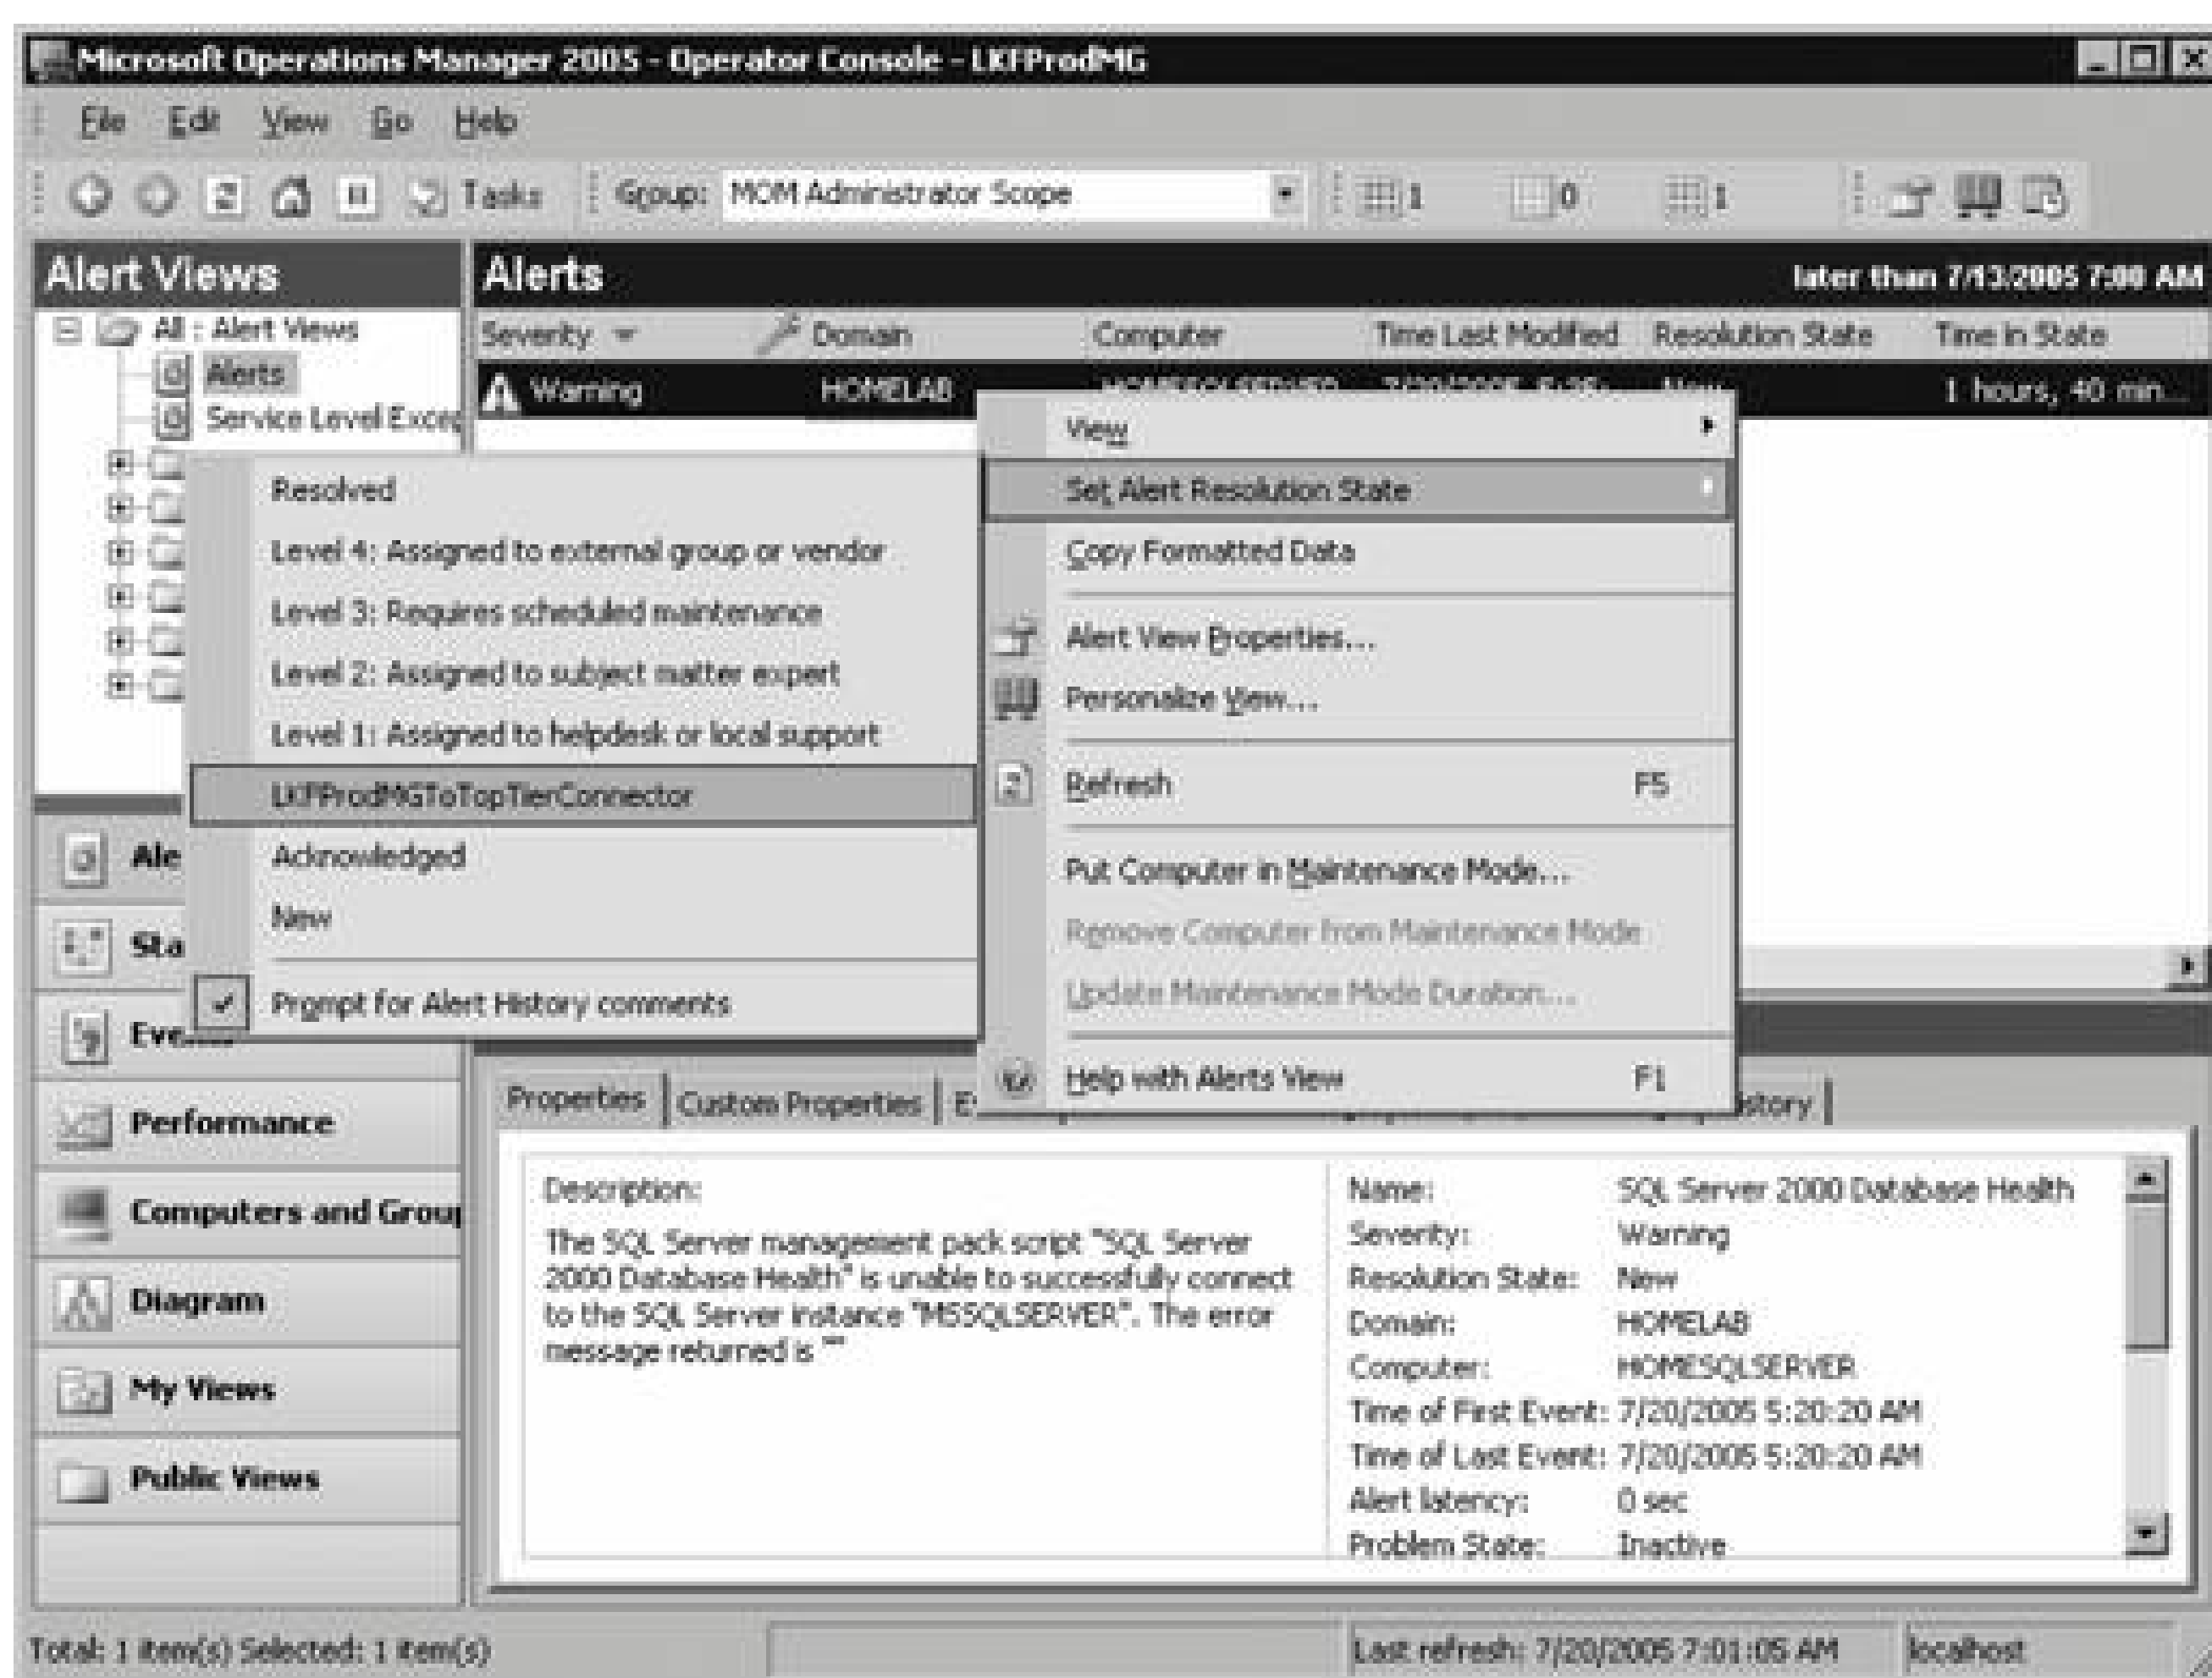 Microsoft Operations Manager 2005 - Operator Console - LKFProdMG
File Edit View Go Help
Tasks Group: MOM Administrator Scope 1 0 1
Alert Views
All : Alert Views
Alerts
Service Level Excep
Alerts later than 7/13/2005 7:00 AM
Severity Domain Computer Time Last Modified Resolution State Time in State
Warning HOMELAB 1 hours, 40 min...
View
Set Alert Resolution State
Copy Formatted Data
Alert View Properties...
Personalize View...
Refresh F5
Put Computer in Maintenance Mode...
Remove Computer from Maintenance Mode
Update Maintenance Mode Duration...
Help with Alerts View F1
Resolved
Level 4: Assigned to external group or vendor
Level 3: Requires scheduled maintenance
Level 2: Assigned to subject matter expert
Level 1: Assigned to helpdesk or local support
LKFProdMGToTopTierConnector
Acknowledged
New
Prompt for Alert History comments
Ale
Sta
Eve
Performance
Computers and Group
Diagram
My Views
Public Views
Properties Custom Properties E istory
Description:
The SQL Server management pack script "SQL Server
2000 Database Health" is unable to successfully connect
to the SQL Server instance "MSSQLSERVER". The error
message returned is ""
Name: SQL Server 2000 Database Health
Severity: Warning
Resolution State: New
Domain: HOMELAB
Computer: HOMESQLSERVER
Time of First Event: 7/20/2005 5:20:20 AM
Time of Last Event: 7/20/2005 5:20:20 AM
Alert latency: 0 sec
Problem State: Inactive
Total: 1 item(s) Selected: 1 item(s) Last refresh: 7/20/2005 7:01:05 AM localhost